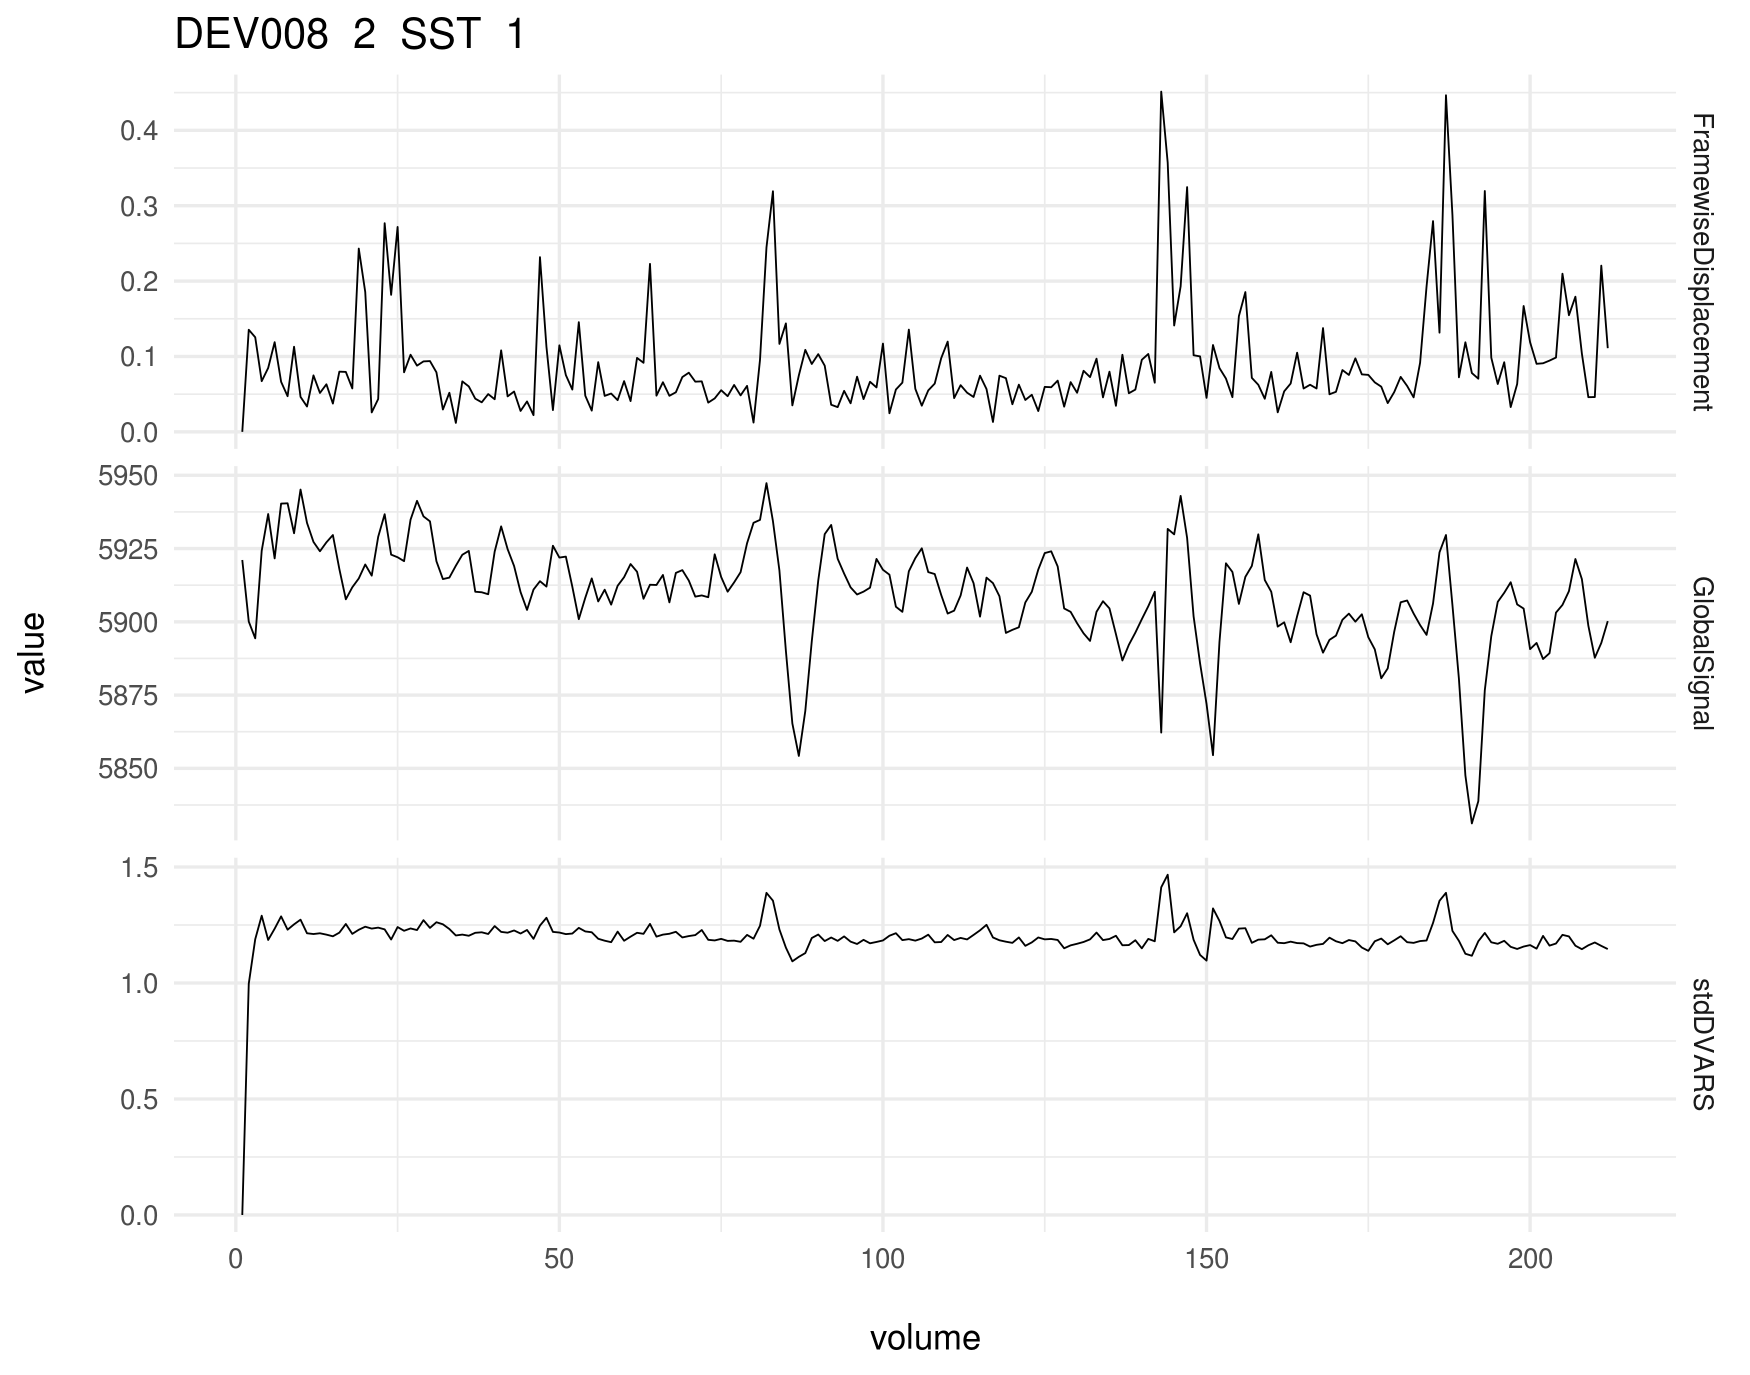 DEV008 2 SST 1
0.4
0.3
0.2
0.1
0.0
FramewiseDisplacement
5950
5925
5900
5875
5850
GlobalSignal
value
1.5
1.0
0.5
0.0
stdDVARS
0 50 100 150 200
volume